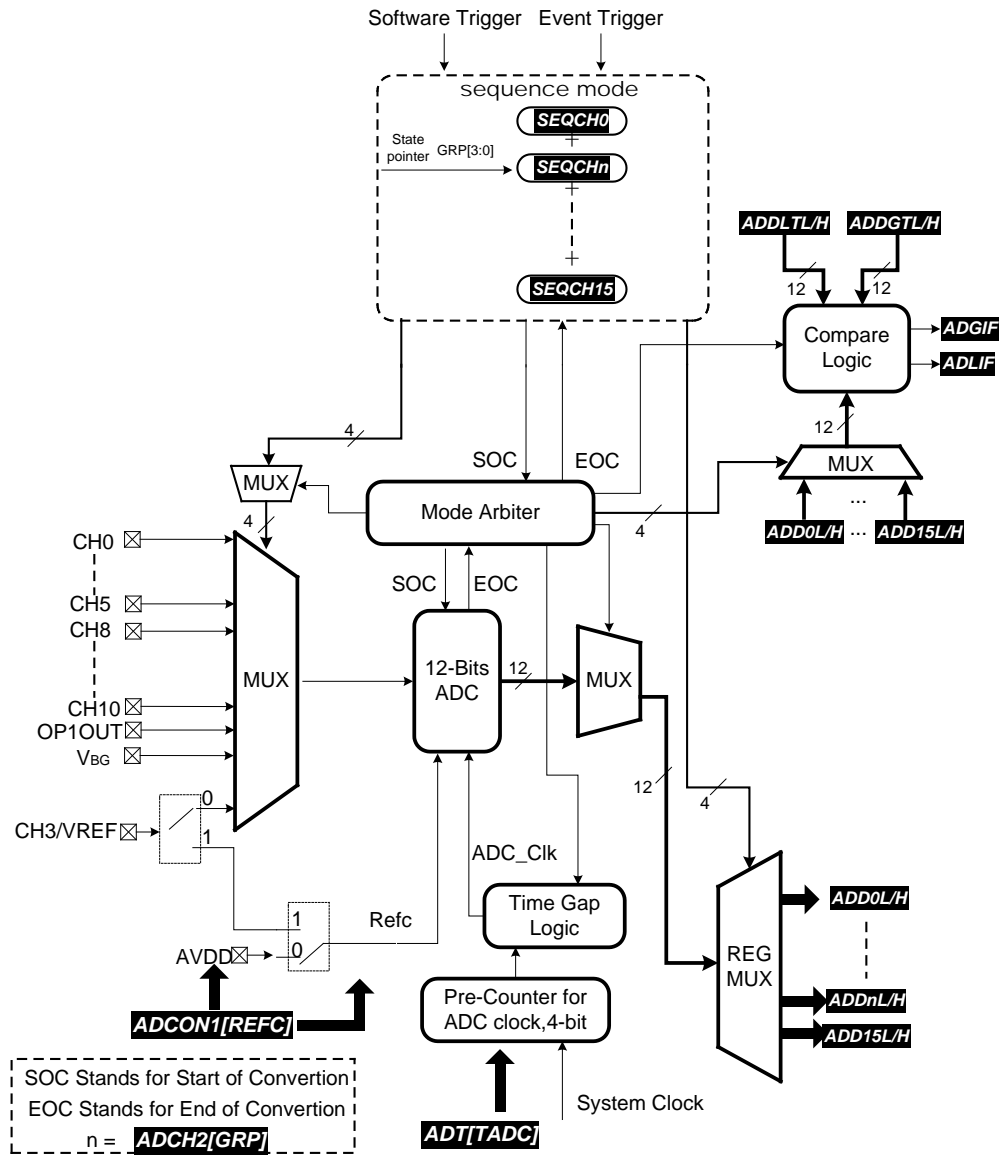 Software Trigger Event Trigger
sequence mode
SEQCH0
State
pointer GRP[3:0]
SEQCHn
SEQCH15
ADDLTL/H ADDGTL/H
12 12
Compare
Logic
ADGIF
ADLIF
12
MUX
...
ADD0L/H ... ADD15L/H
4
MUX
4
SOC EOC
Mode Arbiter
4
SOC EOC
CH0
CH5
CH8
CH10
OP1OUT
VBG
MUX
12-Bits
ADC
12
MUX
12
4
CH3/VREF
0
1
ADC_Clk
Time Gap
Logic
Refc
1
0
AVDD
ADCON1[REFC]
Pre-Counter for
ADC clock,4-bit
ADT[TADC]
System Clock
REG
MUX
ADD0L/H
ADDnL/H
ADD15L/H
SOC Stands for Start of Convertion
EOC Stands for End of Convertion
n = ADCH2[GRP]